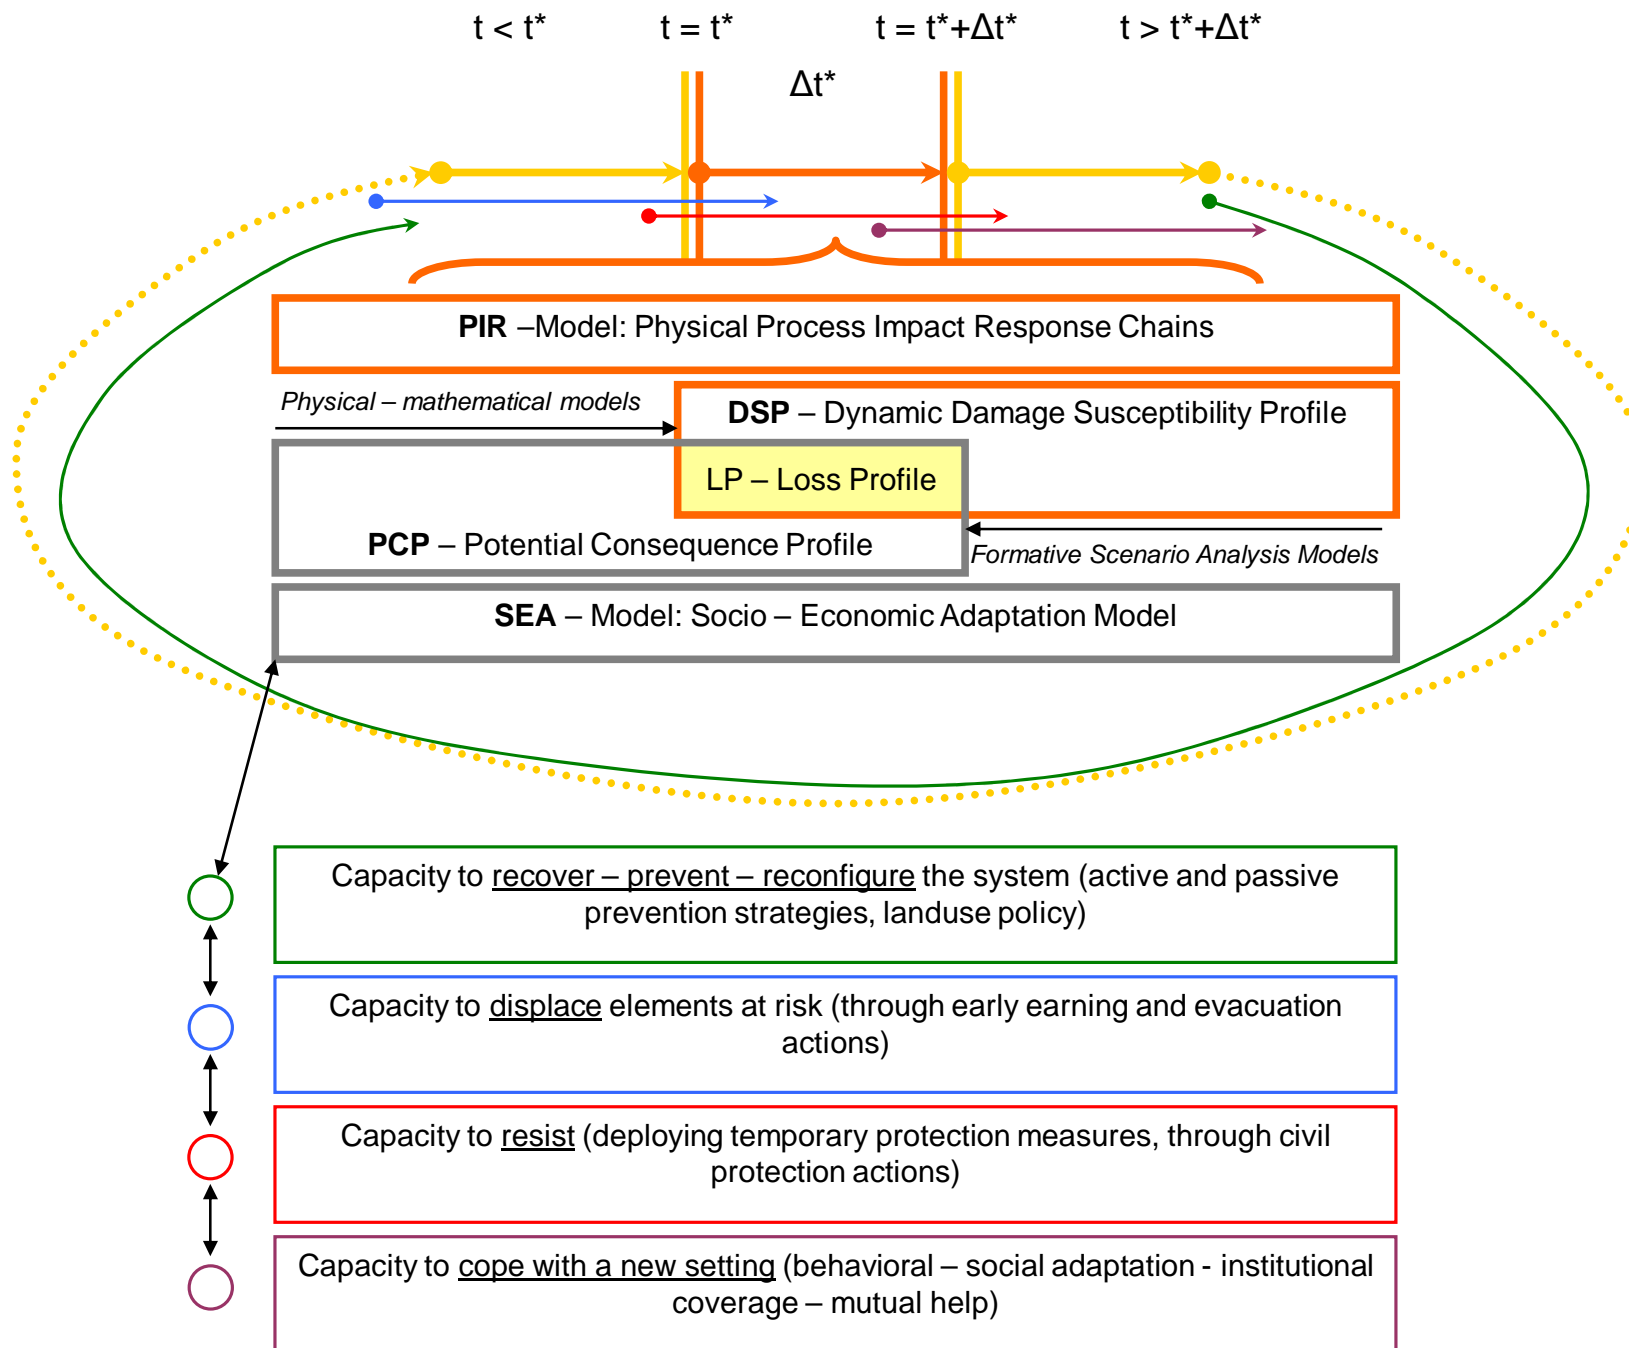 t < t*
t = t*
t = t*+Δt*
t > t*+Δt*
Δt*
PIR –Model: Physical Process Impact Response Chains
Physical – mathematical models
DSP – Dynamic Damage Susceptibility Profile
LP – Loss Profile
PCP – Potential Consequence Profile
Formative Scenario Analysis Models
SEA – Model: Socio – Economic Adaptation Model
Capacity to recover – prevent – reconfigure the system (active and passive
prevention strategies, landuse policy)
Capacity to displace elements at risk (through early earning and evacuation
actions)
Capacity to resist (deploying temporary protection measures, through civil
protection actions)
Capacity to cope with a new setting (behavioral – social adaptation - institutional
coverage – mutual help)